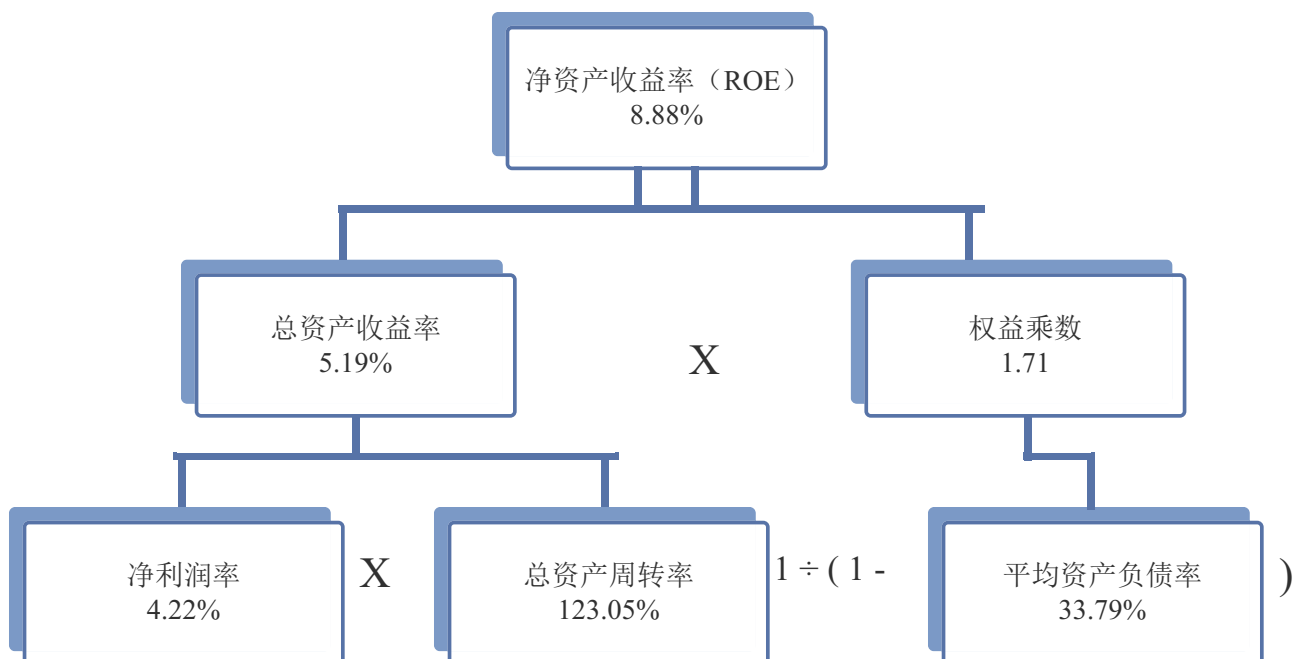 净资产收益率（ROE）
8.88%
总资产收益率
5.19%
X
权益乘数
1.71
净利润率
4.22%
X
总资产周转率
123.05%
1 ÷ ( 1 -
平均资产负债率
33.79%
)